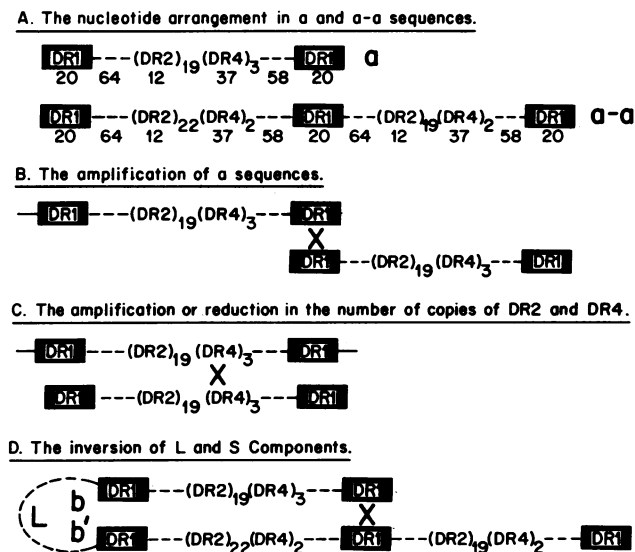 A. The nucleotide arrangement in a and a-a sequences.
DR1---(DR2)19(DR4)3---DR1 a
20 64 12 37 58 20
DR1---(DR2)22(DR4)2---DR1---(DR2)19(DR4)2---DR1 a-a
20 64 12 37 58 20 64 12 37 58 20
B. The amplification of a sequences.
DR1---(DR2)19(DR4)3---DR1
X
DR1---(DR2)19(DR4)3---DR1
C. The amplification or reduction in the number of copies of DR2 and DR4.
DR1---(DR2)19 (DR4)3---DR1
X
DR1---(DR2)19 (DR4)3---DR1
D. The inversion of L and S Components.
b DR1---(DR2)19(DR4)3---DR1
L X
b' DR1---(DR2)22(DR4)2---DR1---(DR2)19(DR4)2---DR1